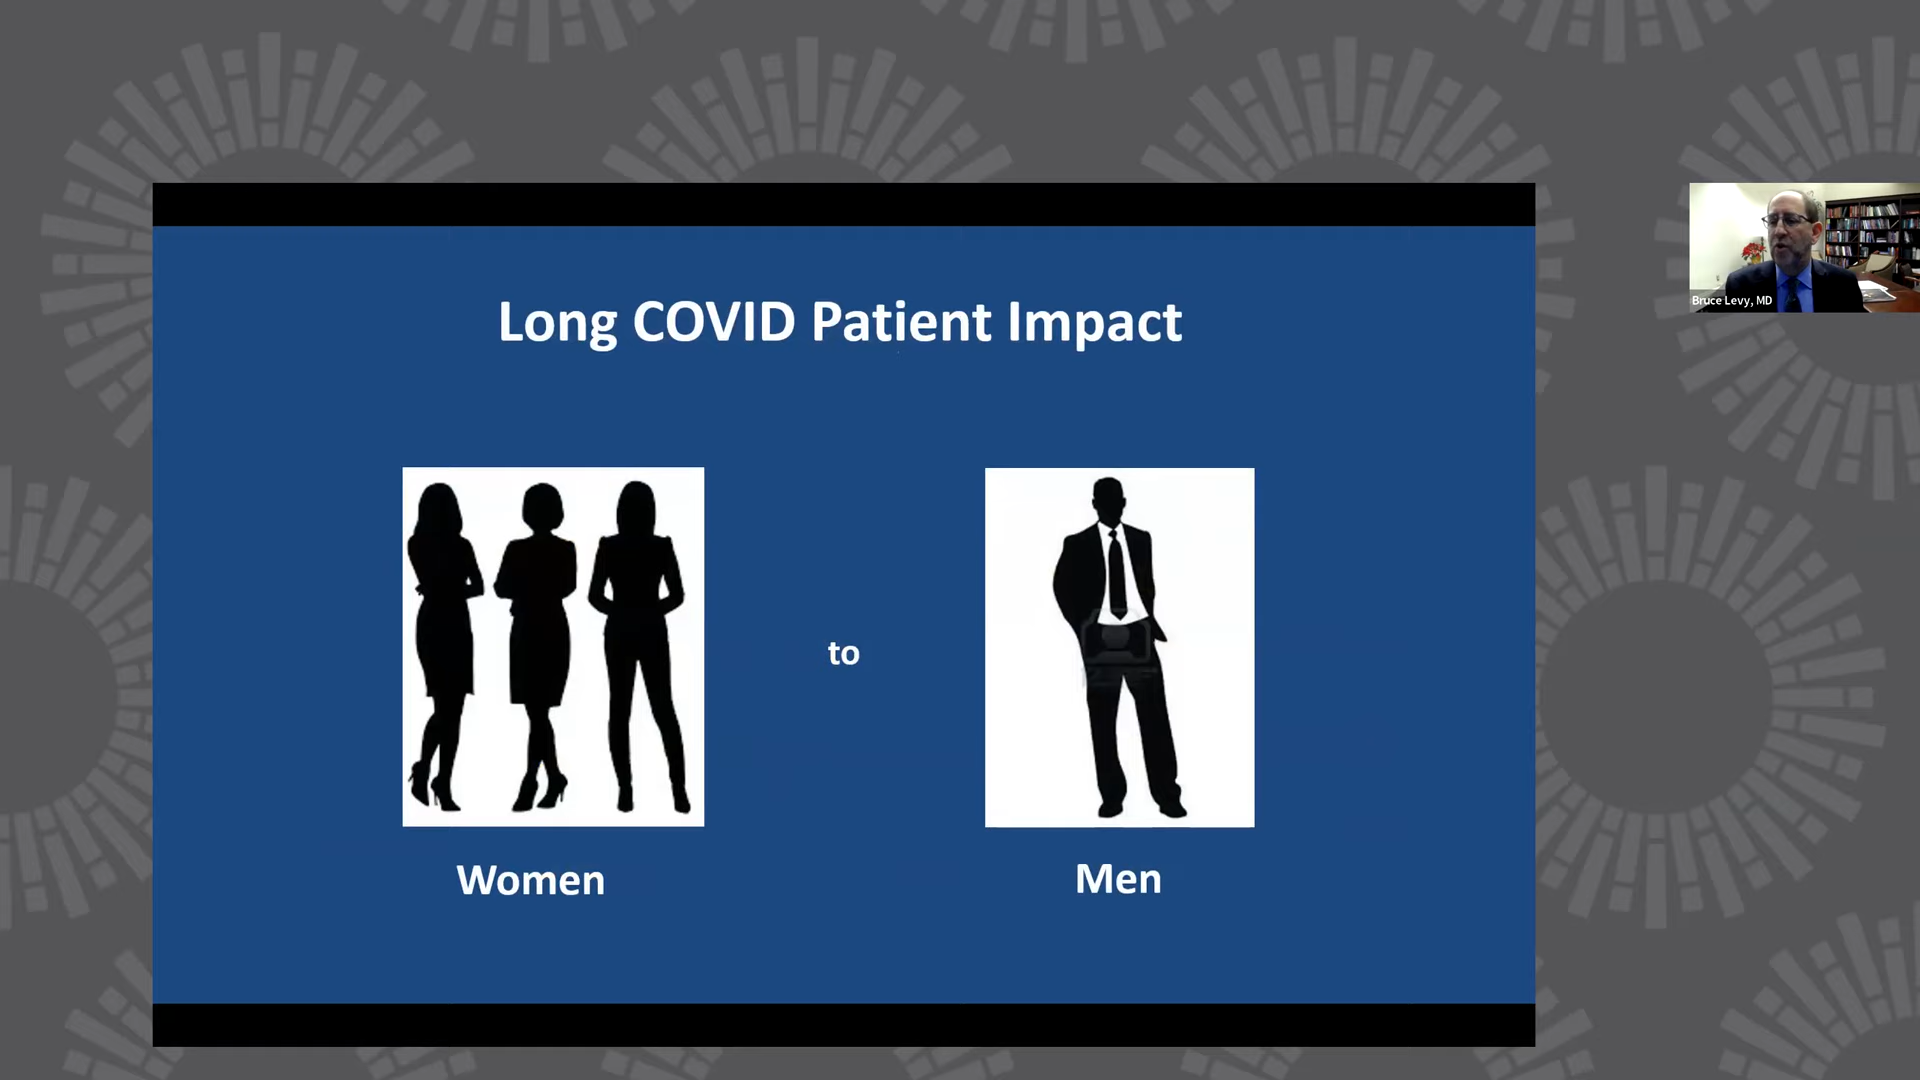 Long COVID Patient Impact
to
Women
Men
Bruce Levy, MD